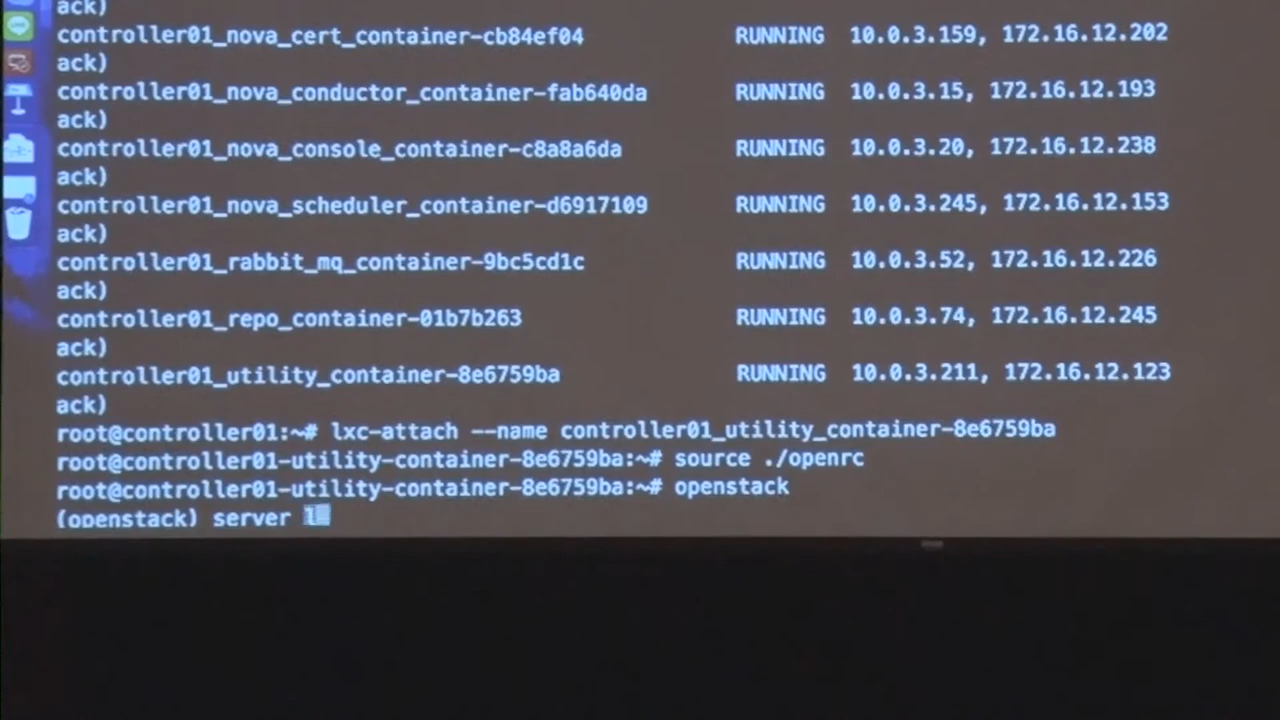 ack)
controller01_nova_cert_container-cb84ef04 RUNNING 10.0.3.159, 172.16.12.202
ack)
controller01_nova_conductor_container-fab640da RUNNING 10.0.3.15, 172.16.12.193
ack)
controller01_nova_console_container-c8a8a6da RUNNING 10.0.3.20, 172.16.12.238
ack)
controller01_nova_scheduler_container-d6917109 RUNNING 10.0.3.245, 172.16.12.153
ack)
controller01_rabbit_mq_container-9bc5cd1c RUNNING 10.0.3.52, 172.16.12.226
ack)
controller01_repo_container-01b7b263 RUNNING 10.0.3.74, 172.16.12.245
ack)
controller01_utility_container-8e6759ba RUNNING 10.0.3.211, 172.16.12.123
ack)
root@controller01:~# lxc-attach --name controller01_utility_container-8e6759ba
root@controller01-utility-container-8e6759ba:~# source ./openrc
root@controller01-utility-container-8e6759ba:~# openstack
(openstack) server l